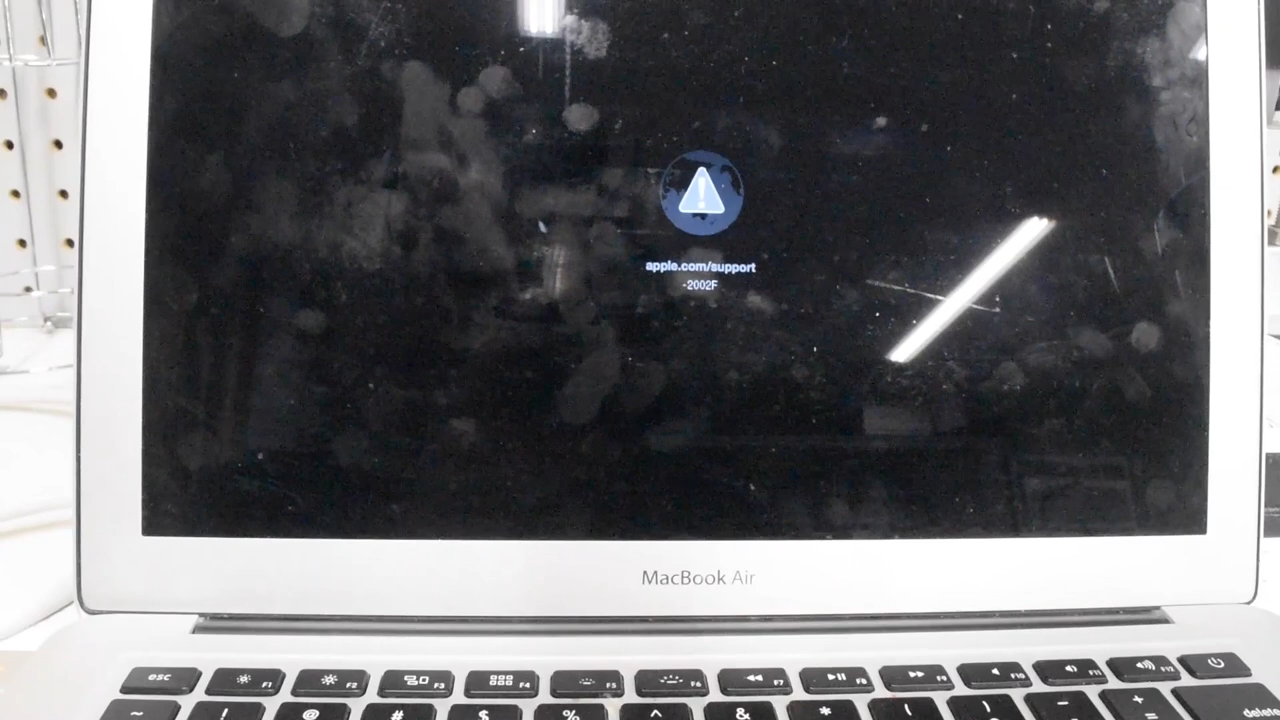 apple.com/support
-2002F
MacBook Air
esc F1 F2 F3 F4 F5 F6 F7 F8 F9 F10 F11 F12
~ ! @ # $ % ^ & * ( ) – + delete